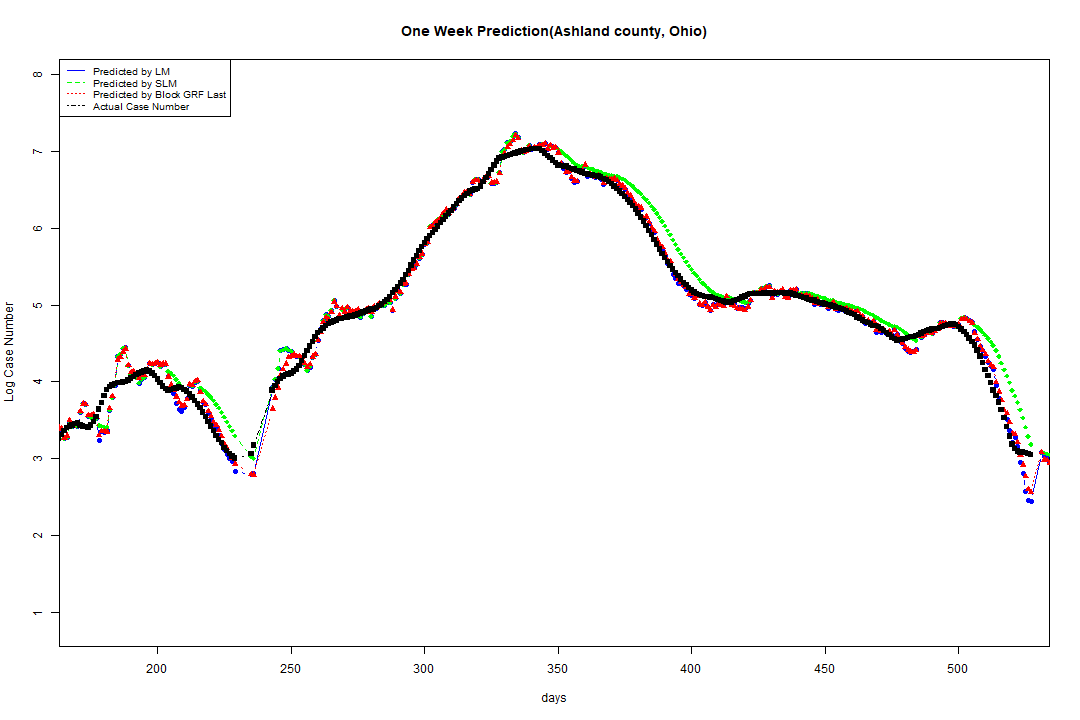 One Week Prediction(Ashland county, Ohio)
Predicted by LM
Predicted by SLM
Predicted by Block GRF Last
Actual Case Number
8
7
6
5
4
3
2
1
Log Case Number
200 250 300 350 400 450 500
days